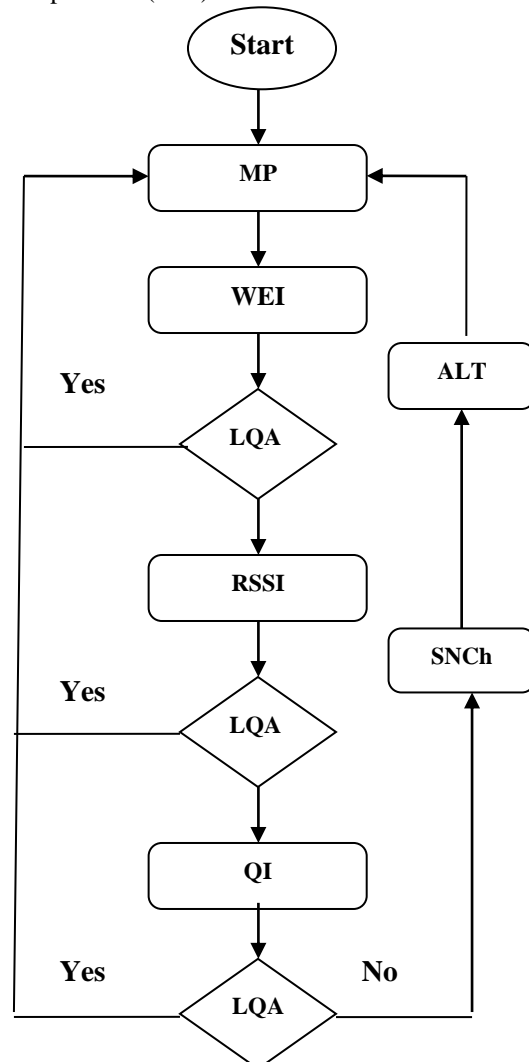 Start
MP
WEI
ALT
Yes
LQA
RSSI
SNCh
Yes
LQA
QI
Yes
No
LQA